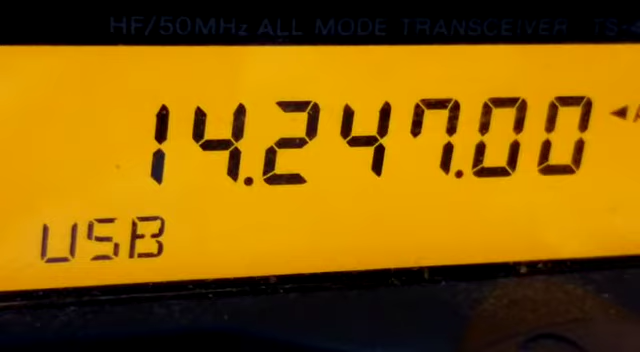 HF/50MHz ALL MODE TRANSCEIVER TS-
14.247.00
USB